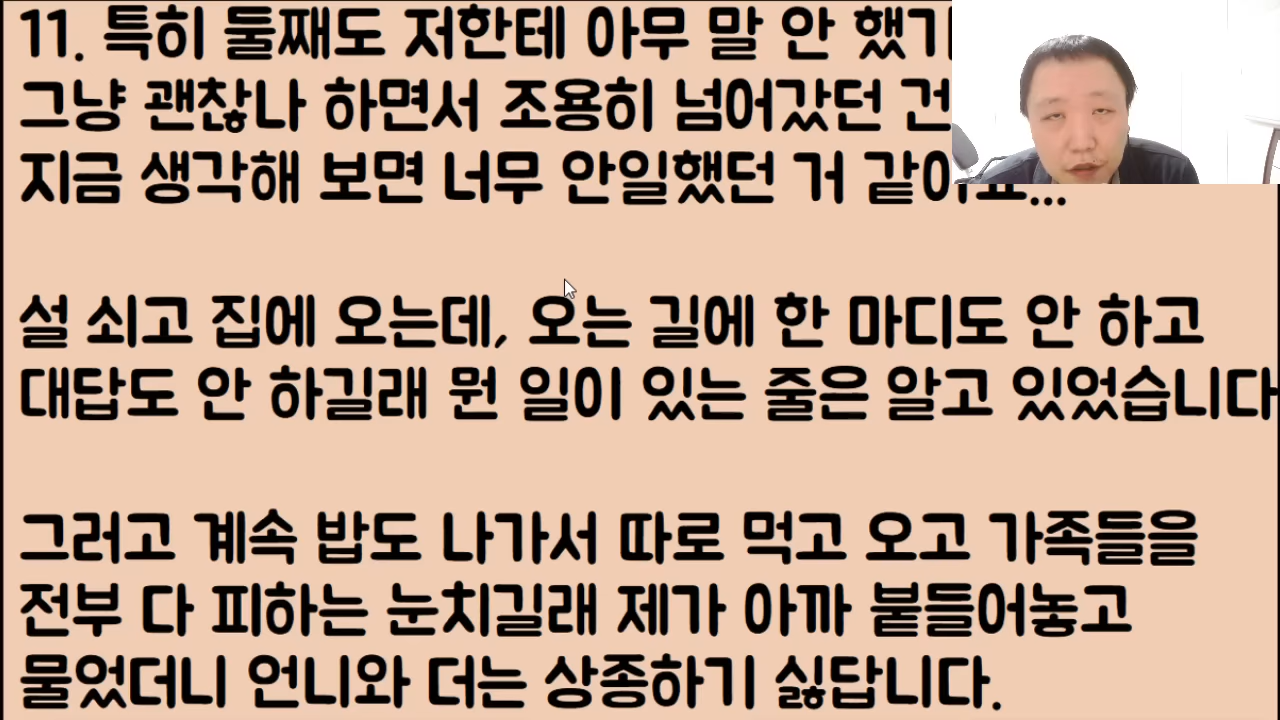 11. 특히 둘째도 저한테 아무 말 안 했기
그냥 괜찮나 하면서 조용히 넘어갔던 건
지금 생각해 보면 너무 안일했던 거 같아요...
설 쇠고 집에 오는데, 오는 길에 한 마디도 안 하고
대답도 안 하길래 뭔 일이 있는 줄은 알고 있었습니다
그러고 계속 밥도 나가서 따로 먹고 오고 가족들을
전부 다 피하는 눈치길래 제가 아까 붙들어놓고
물었더니 언니와 더는 상종하기 싫답니다.